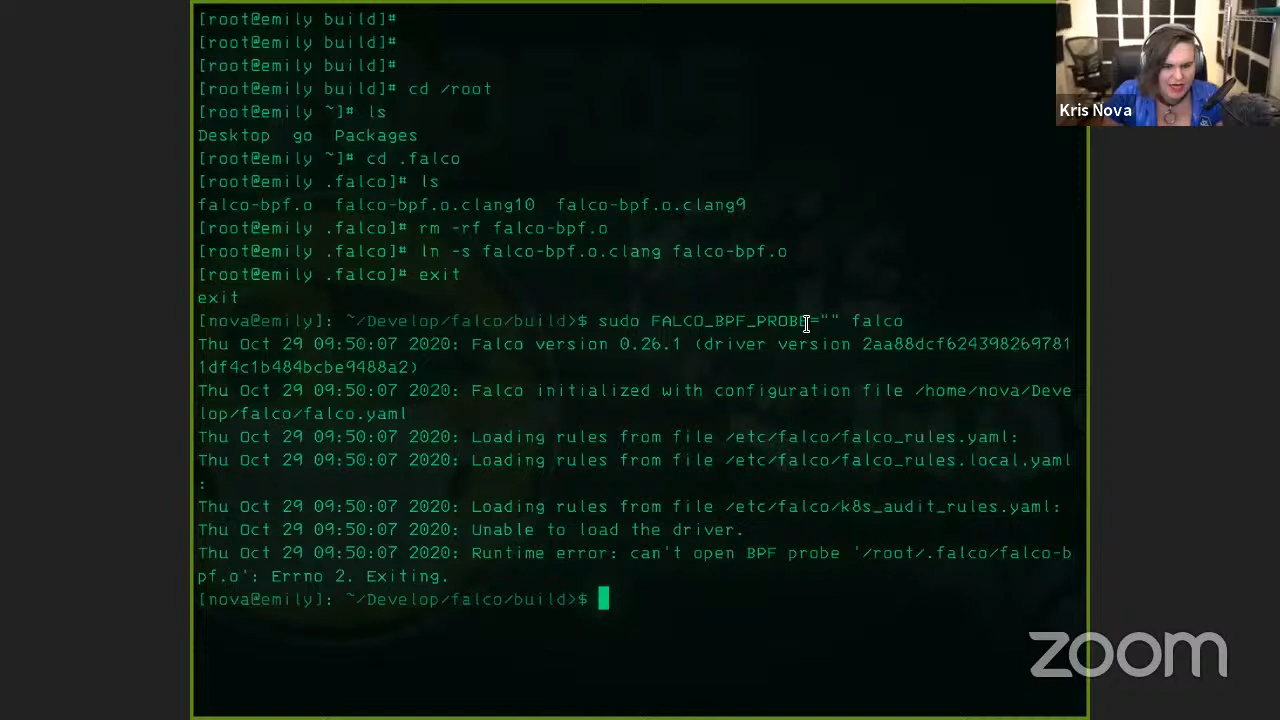 [root@emily build]#
[root@emily build]#
[root@emily build]#
[root@emily build]# cd /root
[root@emily ~]# ls
Desktop  go  Packages
[root@emily ~]# cd .falco
[root@emily .falco]# ls
falco-bpf.o  falco-bpf.o.clang10  falco-bpf.o.clang9
[root@emily .falco]# rm -rf falco-bpf.o
[root@emily .falco]# ln -s falco-bpf.o.clang falco-bpf.o
[root@emily .falco]# exit
exit
[nova@emily]: ~/Develop/falco/build>$ sudo FALCO_BPF_PROBE="" falco
Thu Oct 29 09:50:07 2020: Falco version 0.26.1 (driver version 2aa88dcf624398269781
1df4c1b484bcbe9488a2)
Thu Oct 29 09:50:07 2020: Falco initialized with configuration file /home/nova/Deve
lop/falco/falco.yaml
Thu Oct 29 09:50:07 2020: Loading rules from file /etc/falco/falco_rules.yaml:
Thu Oct 29 09:50:07 2020: Loading rules from file /etc/falco/falco_rules.local.yaml
:
Thu Oct 29 09:50:07 2020: Loading rules from file /etc/falco/k8s_audit_rules.yaml:
Thu Oct 29 09:50:07 2020: Unable to load the driver.
Thu Oct 29 09:50:07 2020: Runtime error: can't open BPF probe '/root/.falco/falco-b
pf.o': Errno 2. Exiting.
[nova@emily]: ~/Develop/falco/build>$
Kris Nova
zoom